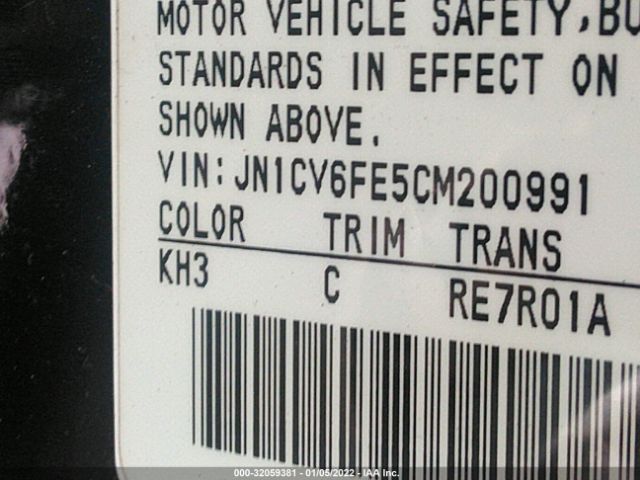 MOTOR VEHICLE SAFETY, BU
STANDARDS IN EFFECT ON
SHOWN ABOVE.
VIN: JN1CV6FE5CM200991
COLOR TRIM TRANS
KH3 C RE7R01A
000-32059381 - 01/05/2022 - IAA Inc.